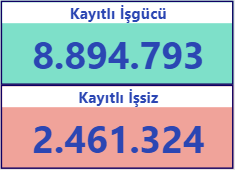 Kayıtlı İşgücü
8.894.793
Kayıtlı İşsiz
2.461.324